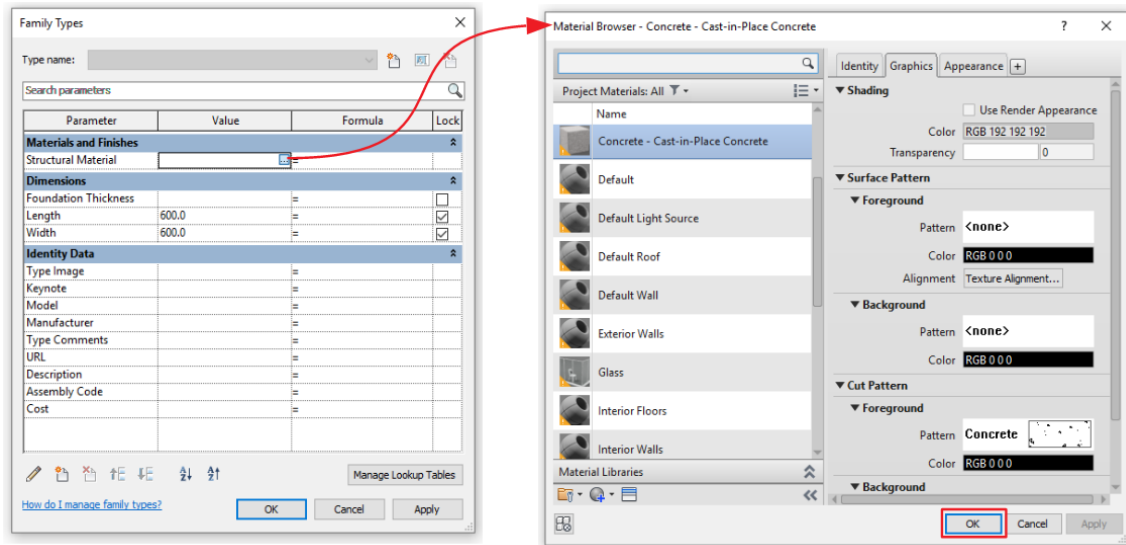 Family Types
Type name:
Search parameters
Parameter Value Formula Lock
Materials and Finishes
Structural Material =
Dimensions
Foundation Thickness =
Length 600.0 =
Width 600.0 =
Identity Data
Type Image =
Keynote =
Model =
Manufacturer =
Type Comments =
URL =
Description =
Assembly Code =
Cost =
Manage Lookup Tables
How do I manage family types?
OK Cancel Apply
Material Browser - Concrete - Cast-in-Place Concrete ?
Project Materials: All
Name
Concrete - Cast-in-Place Concrete
Default
Default Light Source
Default Roof
Default Wall
Exterior Walls
Glass
Interior Floors
Interior Walls
Material Libraries
Identity Graphics Appearance +
Shading
Use Render Appearance
Color RGB 192 192 192
Transparency 0
Surface Pattern
Foreground
Pattern <none>
Color RGB 0 0 0
Alignment Texture Alignment...
Background
Pattern <none>
Color RGB 0 0 0
Cut Pattern
Foreground
Pattern Concrete
Color RGB 0 0 0
Background
OK Cancel Apply